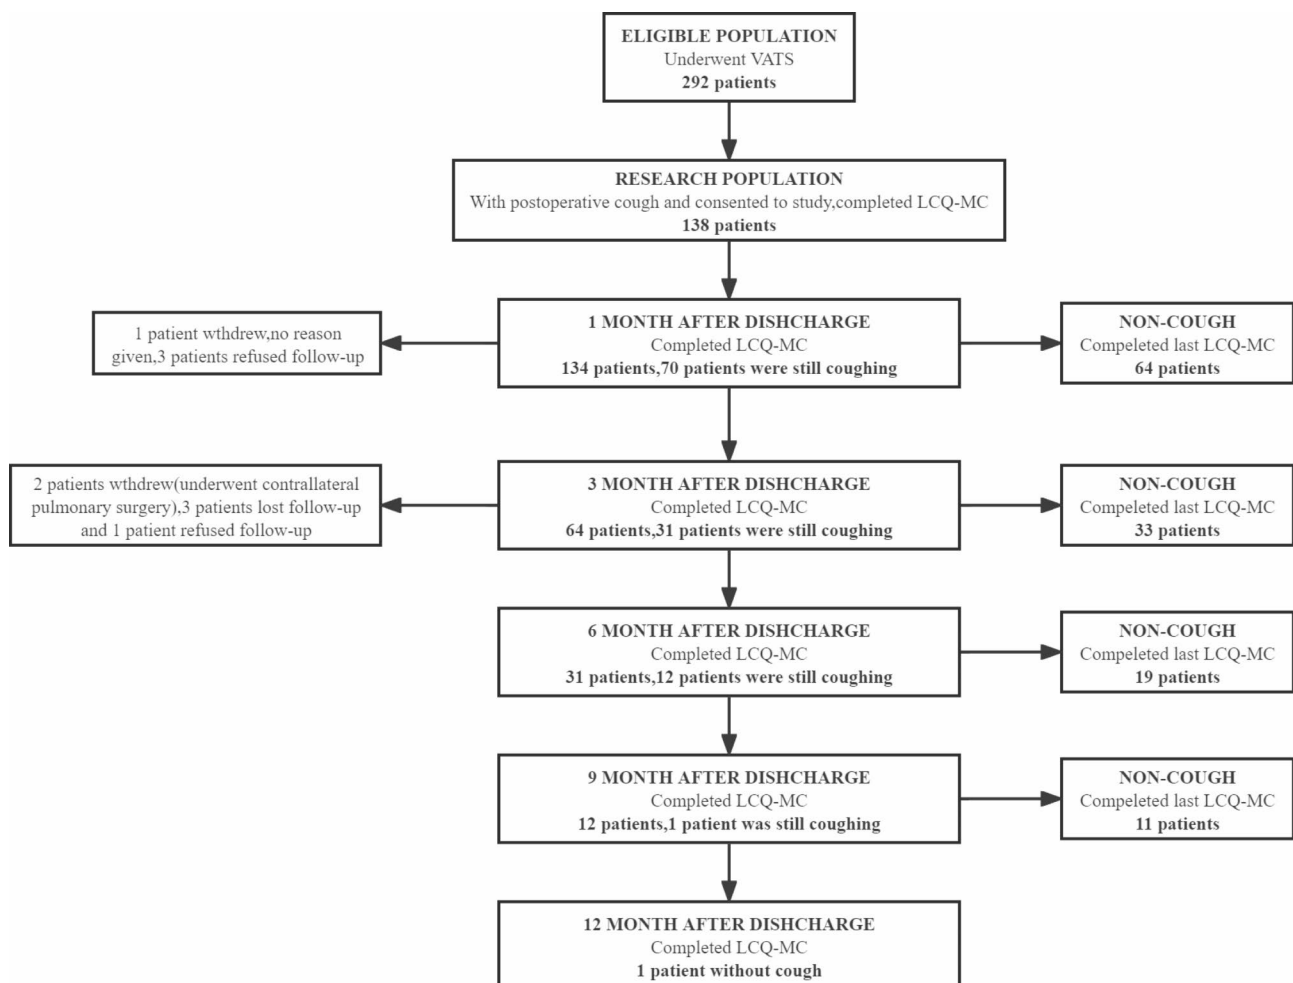 ELIGIBLE POPULATION
Underwent VATS
292 patients
RESEARCH POPULATION
With postoperative cough and consented to study,completed LCQ-MC
138 patients
1 patient wthdrew,no reason
given,3 patients refused follow-up
1 MONTH AFTER DISHCHARGE
Completed LCQ-MC
134 patients,70 patients were still coughing
NON-COUGH
Compeleted last LCQ-MC
64 patients
2 patients wthdrew(underwent contrallateral
pulmonary surgery),3 patients lost follow-up
and 1 patient refused follow-up
3 MONTH AFTER DISHCHARGE
Completed LCQ-MC
64 patients,31 patients were still coughing
NON-COUGH
Compeleted last LCQ-MC
33 patients
6 MONTH AFTER DISHCHARGE
Completed LCQ-MC
31 patients,12 patients were still coughing
NON-COUGH
Compeleted last LCQ-MC
19 patients
9 MONTH AFTER DISHCHARGE
Completed LCQ-MC
12 patients,1 patient was still coughing
NON-COUGH
Compeleted last LCQ-MC
11 patients
12 MONTH AFTER DISHCHARGE
Completed LCQ-MC
1 patient without cough